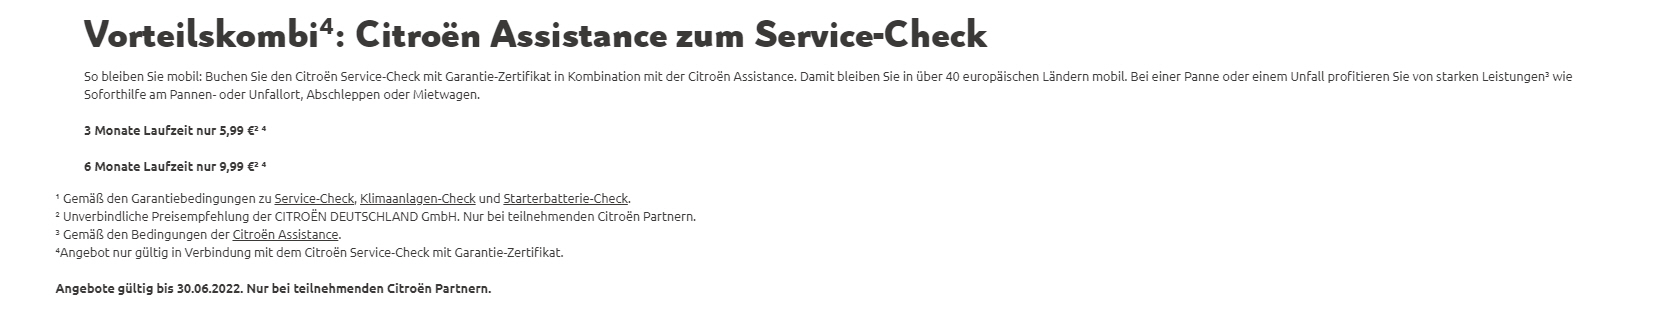 Vorteilskombi⁴: Citroën Assistance zum Service-Check
So bleiben Sie mobil: Buchen Sie den Citroën Service-Check mit Garantie-Zertifikat in Kombination mit der Citroën Assistance. Damit bleiben Sie in über 40 europäischen Ländern mobil. Bei einer Panne oder einem Unfall profitieren Sie von starken Leistungen³ wie
Soforthilfe am Pannen- oder Unfallort, Abschleppen oder Mietwagen.
3 Monate Laufzeit nur 5,99 €² ⁴
6 Monate Laufzeit nur 9,99 €² ⁴
¹ Gemäß den Garantiebedingungen zu Service-Check, Klimaanlagen-Check und Starterbatterie-Check.
² Unverbindliche Preisempfehlung der CITROËN DEUTSCHLAND GmbH. Nur bei teilnehmenden Citroën Partnern.
³ Gemäß den Bedingungen der Citroën Assistance.
⁴Angebot nur gültig in Verbindung mit dem Citroën Service-Check mit Garantie-Zertifikat.
Angebote gültig bis 30.06.2022. Nur bei teilnehmenden Citroën Partnern.